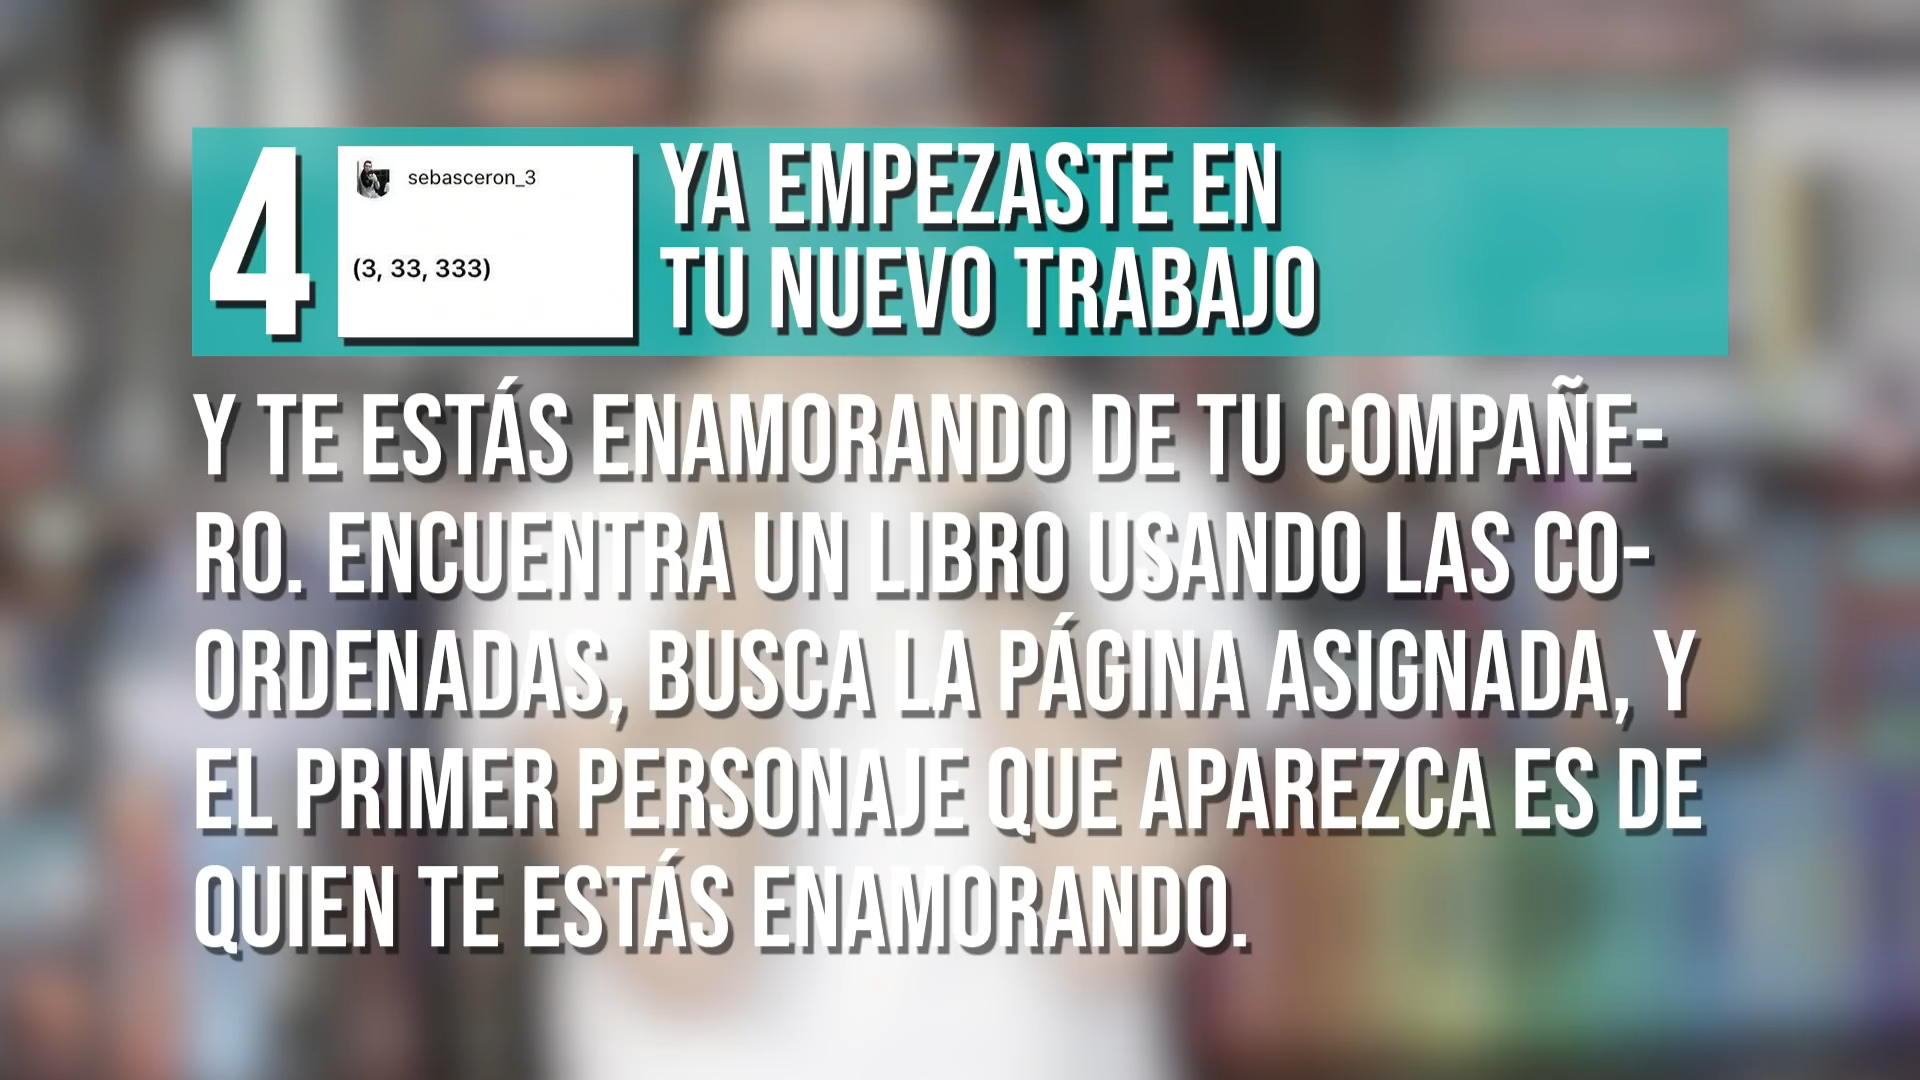 4
sebasceron_3
(3, 33, 333)
YA EMPEZASTE EN
TU NUEVO TRABAJO
Y TE ESTÁS ENAMORANDO DE TU COMPAÑE-
RO. ENCUENTRA UN LIBRO USANDO LAS CO-
ORDENADAS, BUSCA LA PÁGINA ASIGNADA, Y
EL PRIMER PERSONAJE QUE APAREZCA ES DE
QUIEN TE ESTÁS ENAMORANDO.